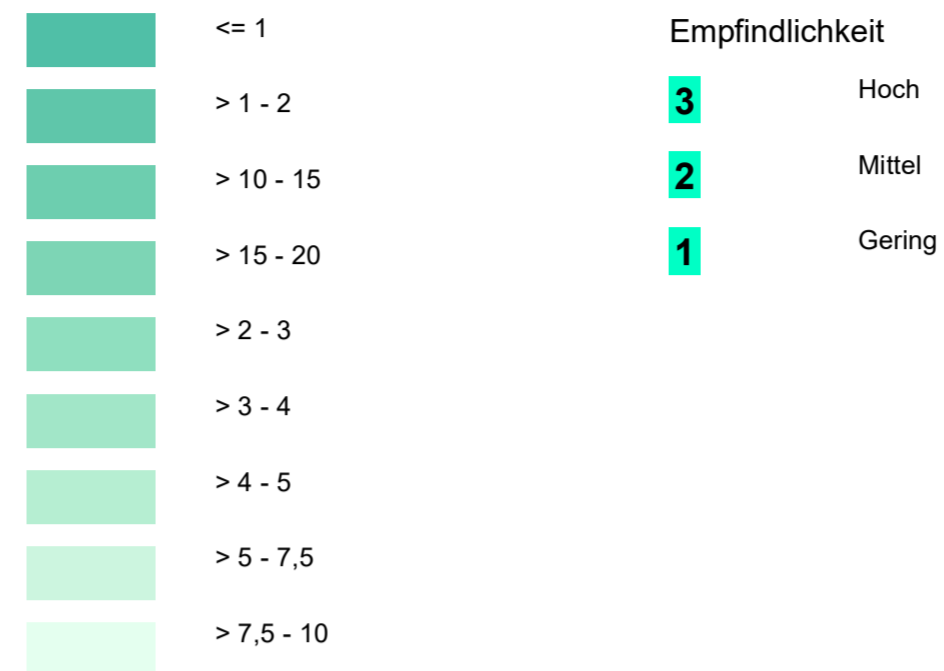 <= 1
> 1 - 2
> 10 - 15
> 15 - 20
> 2 - 3
> 3 - 4
> 4 - 5
> 5 - 7,5
> 7,5 - 10
Empfindlichkeit
3 Hoch
2 Mittel
1 Gering